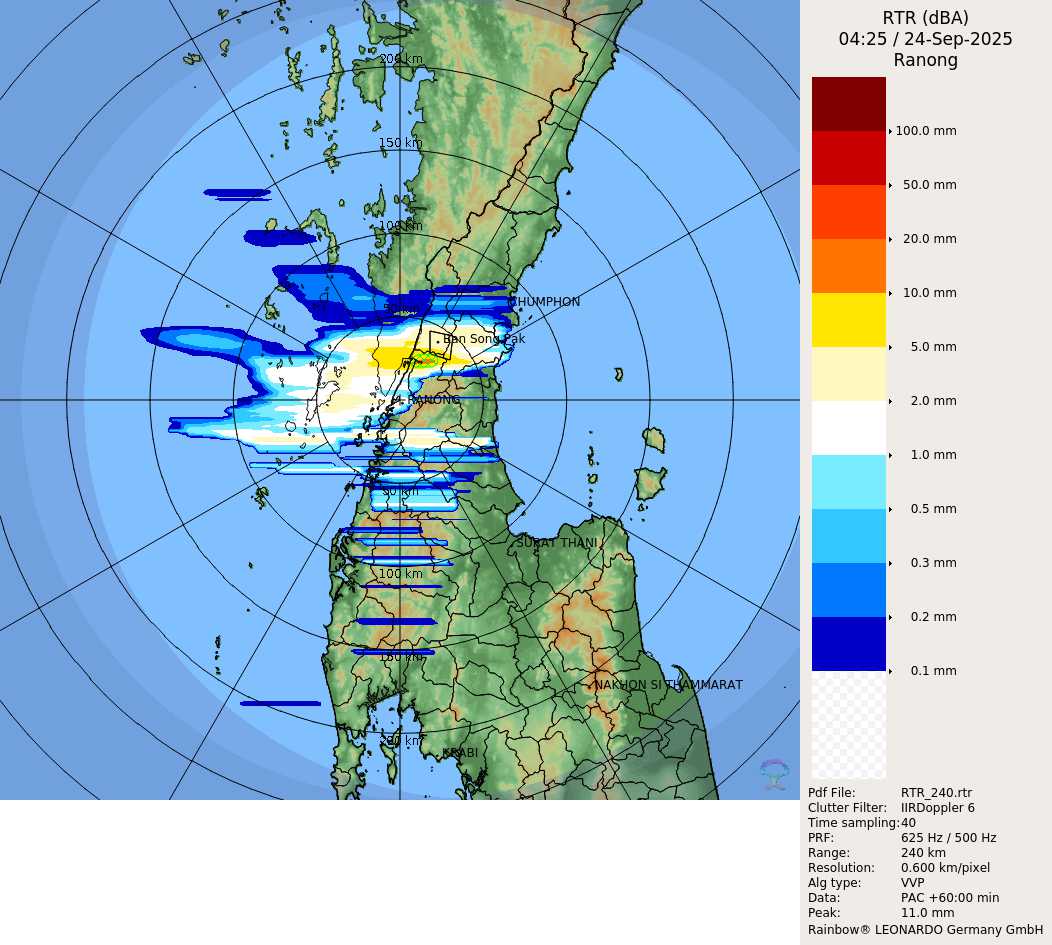 RTR (dBA)
04:25 / 24-Sep-2025
Ranong
100.0 mm
50.0 mm
20.0 mm
10.0 mm
5.0 mm
2.0 mm
1.0 mm
0.5 mm
0.3 mm
0.2 mm
0.1 mm
Pdf File: RTR_240.rtr
Clutter Filter: IIRDoppler 6
Time sampling: 40
PRF: 625 Hz / 500 Hz
Range: 240 km
Resolution: 0.600 km/pixel
Alg type: VVP
Data: PAC +60:00 min
Peak: 11.0 mm
Rainbow® LEONARDO Germany GmbH
200 km
150 km
100 km
50 km
CHUMPHON
Ban Song Pak
RANONG
50 km
SURAT THANI
100 km
150 km
NAKHON SI THAMMARAT
200 km
KRABI